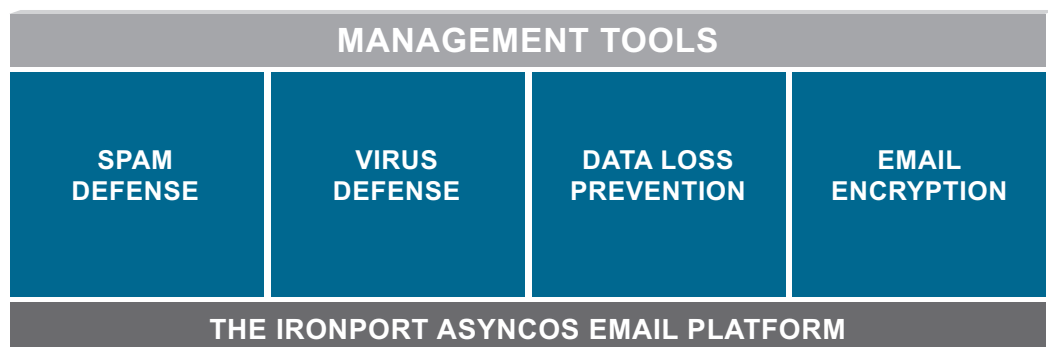 MANAGEMENT TOOLS
SPAM
DEFENSE
VIRUS
DEFENSE
DATA LOSS
PREVENTION
EMAIL
ENCRYPTION
THE IRONPORT ASYNCOS EMAIL PLATFORM